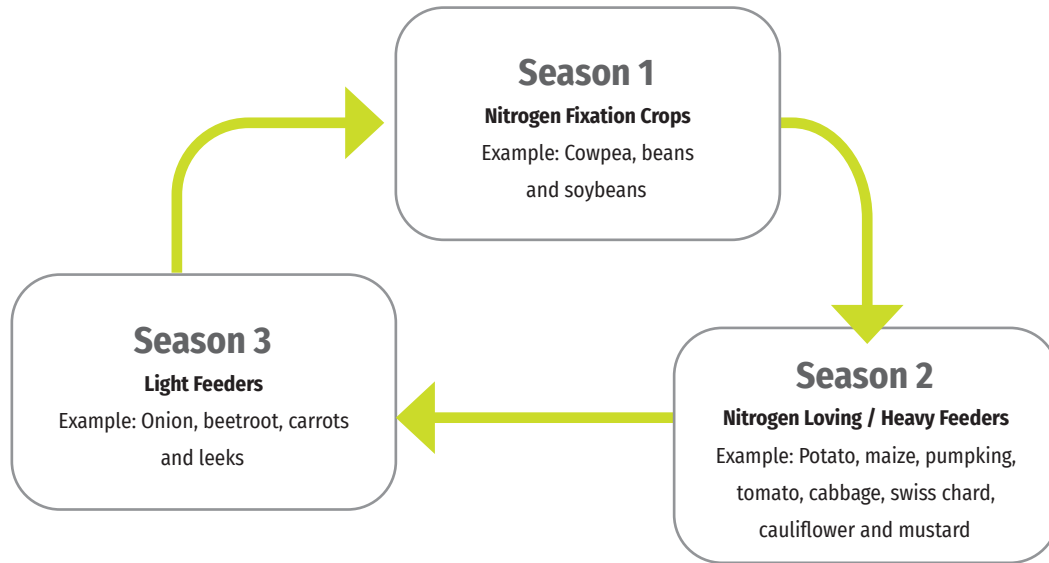 Season 1
Nitrogen Fixation Crops
Example: Cowpea, beans
and soybeans
Season 2
Nitrogen Loving / Heavy Feeders
Example: Potato, maize, pumpking,
tomato, cabbage, swiss chard,
cauliflower and mustard
Season 3
Light Feeders
Example: Onion, beetroot, carrots
and leeks